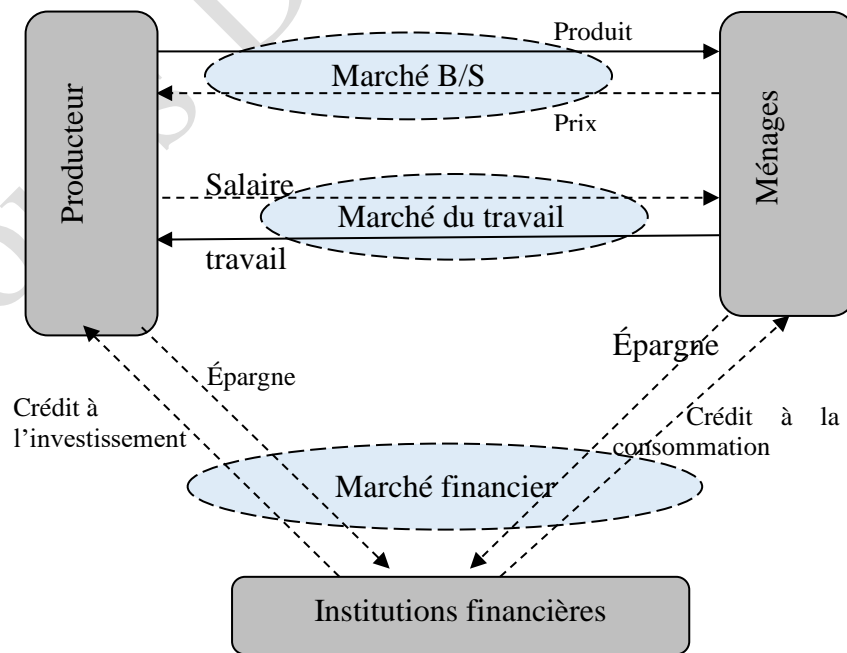 Produit
Marché B/S
Prix
Producteur
Ménages
Salaire
Marché du travail
travail
Épargne
Épargne
Crédit à
l’investissement
Crédit à la
consommation
Marché financier
Institutions financières